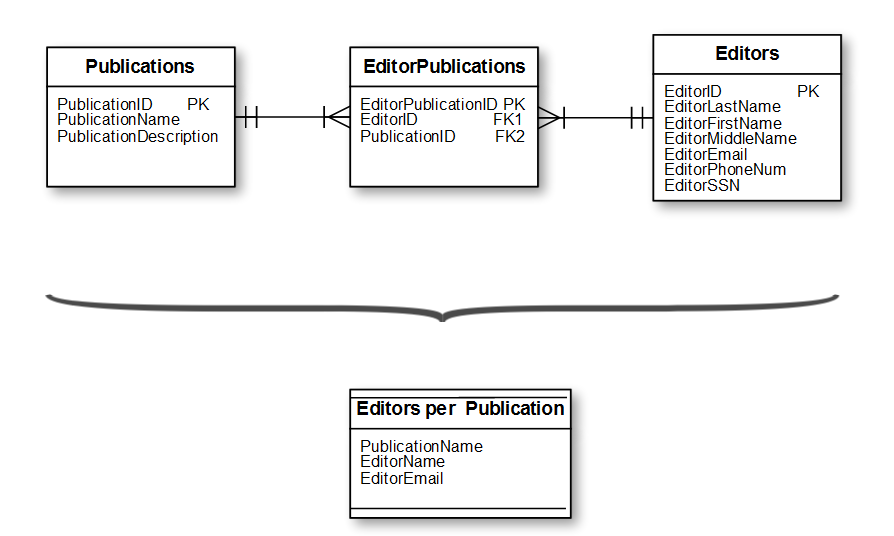 Publications
PublicationID PK
PublicationName
PublicationDescription
EditorPublications
EditorPublicationID PK
EditorID FK1
PublicationID FK2
Editors
EditorID PK
EditorLastName
EditorFirstName
EditorMiddleName
EditorEmail
EditorPhoneNum
EditorSSN
Editors per Publication
PublicationName
EditorName
EditorEmail